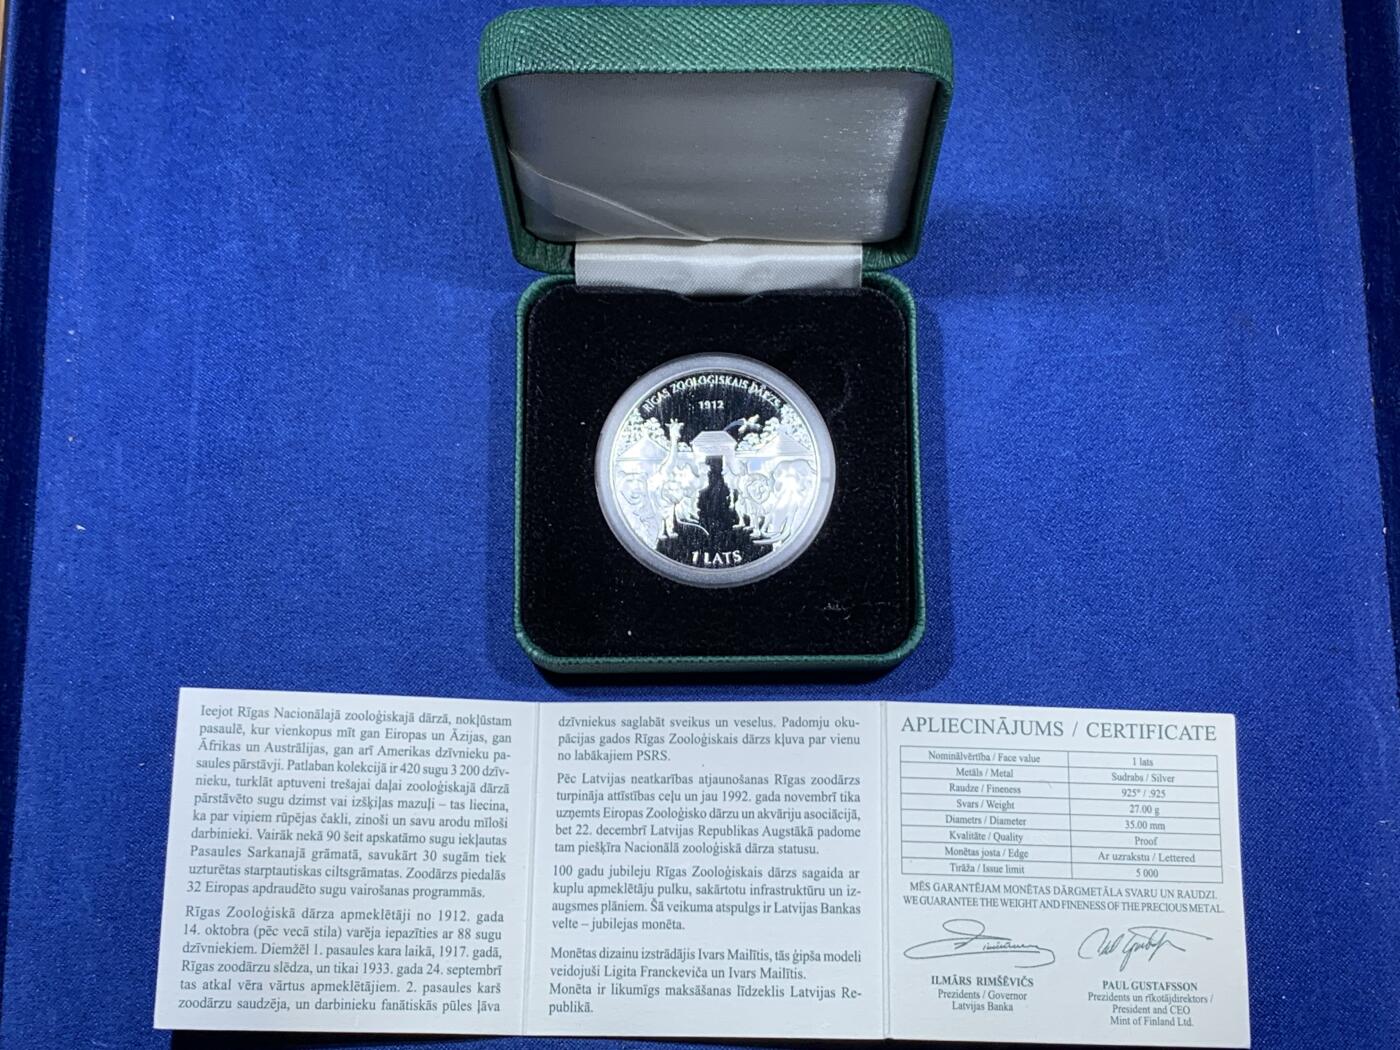 RĪGAS ZOOLOĢISKAIS DĀRZS
1912
1 LATS
Ieejot Rīgas Nacionālajā zooloģiskajā dārzā, nokļūstam
pasaulē, kur vienkopus mīt gan Eiropas un Āzijas, gan
Āfrikas un Austrālijas, gan arī Amerikas dzīvnieku pa-
saules pārstāvji. Patlaban kolekcijā ir 420 sugu 3 200 dzīv-
nieku, turklāt aptuveni trešajai daļai zooloģiskajā dārzā
pārstāvēto sugu dzimst vai izšķiļas mazuļi – tas liecina,
ka par viņiem rūpējas čakli, zinoši un savu arodu mīloši
darbinieki. Vairāk nekā 90 šeit apskatāmo sugu iekļautas
Pasaules Sarkanajā grāmatā, savukārt 30 sugām tiek
uzturētas starptautiskas ciltsgrāmatas. Zoodārzs piedalās
32 Eiropas apdraudēto sugu vairošanas programmās.
Rīgas Zooloģiskā dārza apmeklētāji no 1912. gada
14. oktobra (pēc vecā stila) varēja iepazīties ar 88 sugu
dzīvniekiem. Diemžēl 1. pasaules kara laikā, 1917. gadā,
Rīgas zoodārzu slēdza, un tikai 1933. gada 24. septembrī
tas atkal vēra vārtus apmeklētājiem. 2. pasaules karš
zoodārzu saudzēja, un darbinieku fanātiskās pūles ļāva
dzīvniekus saglabāt sveikus un veselus. Padomju oku-
pācijas gados Rīgas Zooloģiskais dārzs kļuva par vienu
no labākajiem PSRS.
Pēc Latvijas neatkarības atjaunošanas Rīgas zoodārzs
turpināja attīstības ceļu un jau 1992. gada novembrī tika
uzņemts Eiropas Zooloģisko dārzu un akvāriju asociācijā,
bet 22. decembrī Latvijas Republikas Augstākā padome
tam piešķīra Nacionālā zooloģiskā dārza statusu.
100 gadu jubileju Rīgas Zooloģiskais dārzs sagaida ar
kuplu apmeklētāju pulku, sakārtotu infrastruktūru un iz-
augsmes plāniem. Šā veikuma atspulgs ir Latvijas Bankas
velte – jubilejas monēta.
Monētas dizainu izstrādājis Ivars Mailītis, tās ģipša modeli
veidojuši Ligita Franckeviča un Ivars Mailītis.
Monēta ir likumīgs maksāšanas līdzeklis Latvijas Re-
publikā.
APLIECINĀJUMS / CERTIFICATE
Nominālvērtība / Face value 1 lats
Metāls / Metal Sudrabs / Silver
Raudze / Fineness 925° / .925
Svars / Weight 27.00 g
Diametrs / Diameter 35.00 mm
Kvalitāte / Quality Proof
Monētas josta / Edge Ar uzrakstu / Lettered
Tirāža / Issue limit 5 000
MĒS GARANTĒJAM MONĒTAS DĀRGMETĀLA SVARU UN RAUDZI.
WE GUARANTEE THE WEIGHT AND FINENESS OF THE PRECIOUS METAL.
ILMĀRS RIMŠĒVIČS
Prezidents / Governor
Latvijas Banka
PAUL GUSTAFSSON
Prezidents un rīkotājdirektors /
President and CEO
Mint of Finland Ltd.